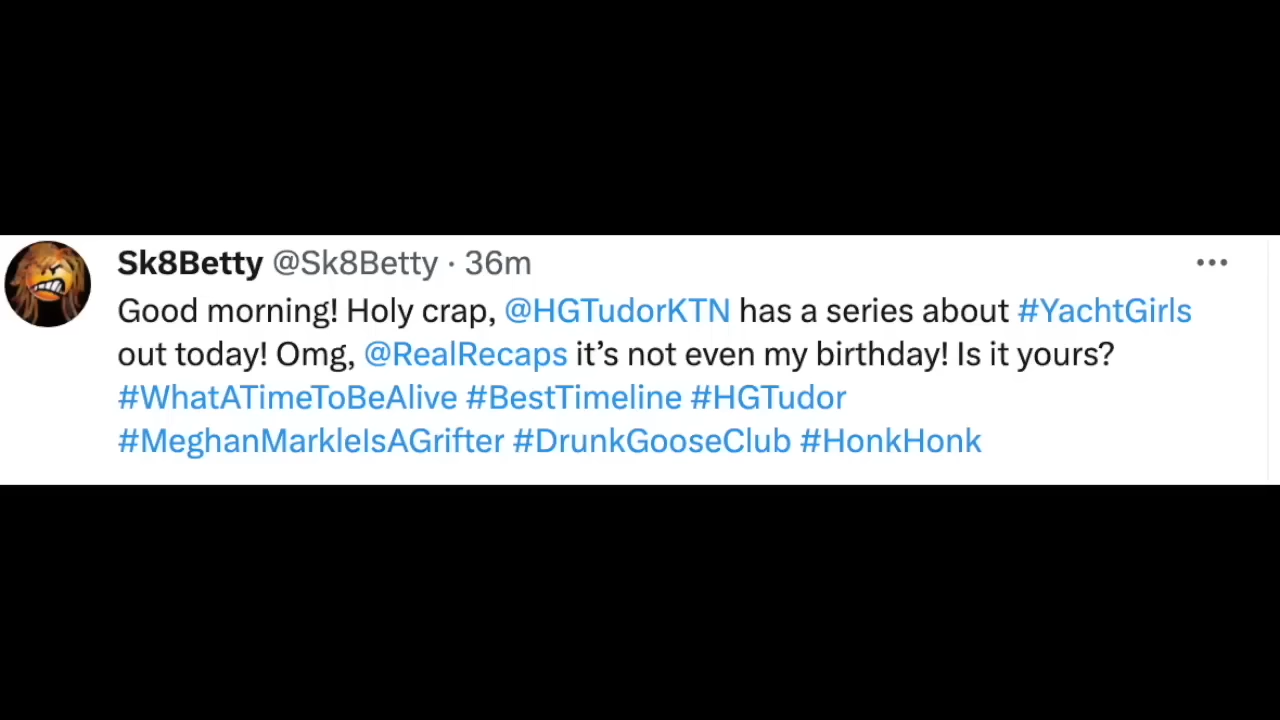 Sk8Betty @Sk8Betty · 36m
Good morning! Holy crap, @HGTudorKTN has a series about #YachtGirls
out today! Omg, @RealRecaps it’s not even my birthday! Is it yours?
#WhatATimeToBeAlive #BestTimeline #HGTudor
#MeghanMarkleIsAGrifter #DrunkGooseClub #HonkHonk